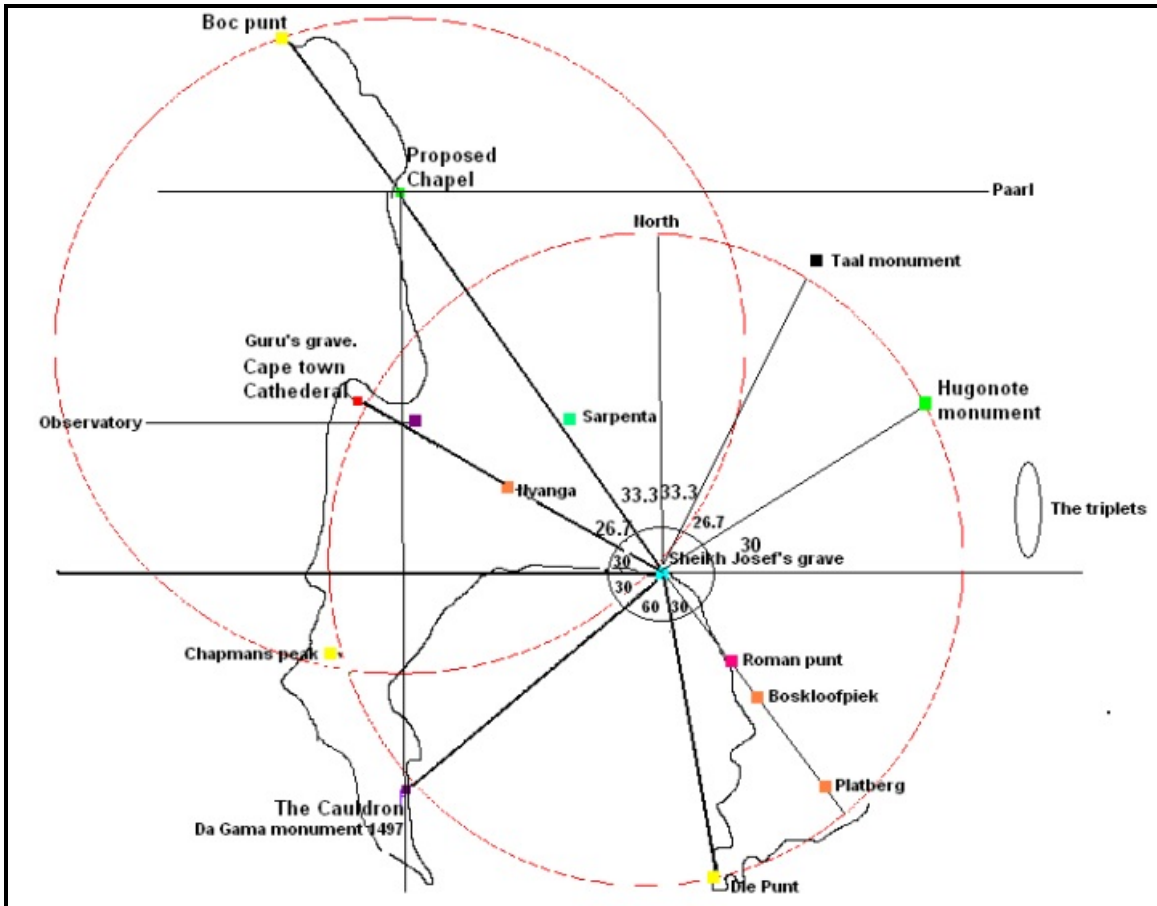 Boc punt
Proposed
Chapel
Paarl
North
Taal monument
Guru's grave.
Cape town
Cathederal
Hugonote
monument
Observatory
Sarpenta
Nyanga
33.3
33.3
26.7
26.7
30
The triplets
Sheikh Josef's grave
30
30
60
30
Chapmans peak
Roman punt
Boskloofpiek
Platberg
The Cauldron
Da Gama monument 1497
Die Punt